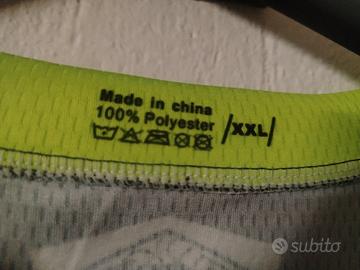 Made in china
100% Polyester
/XXL/
subito